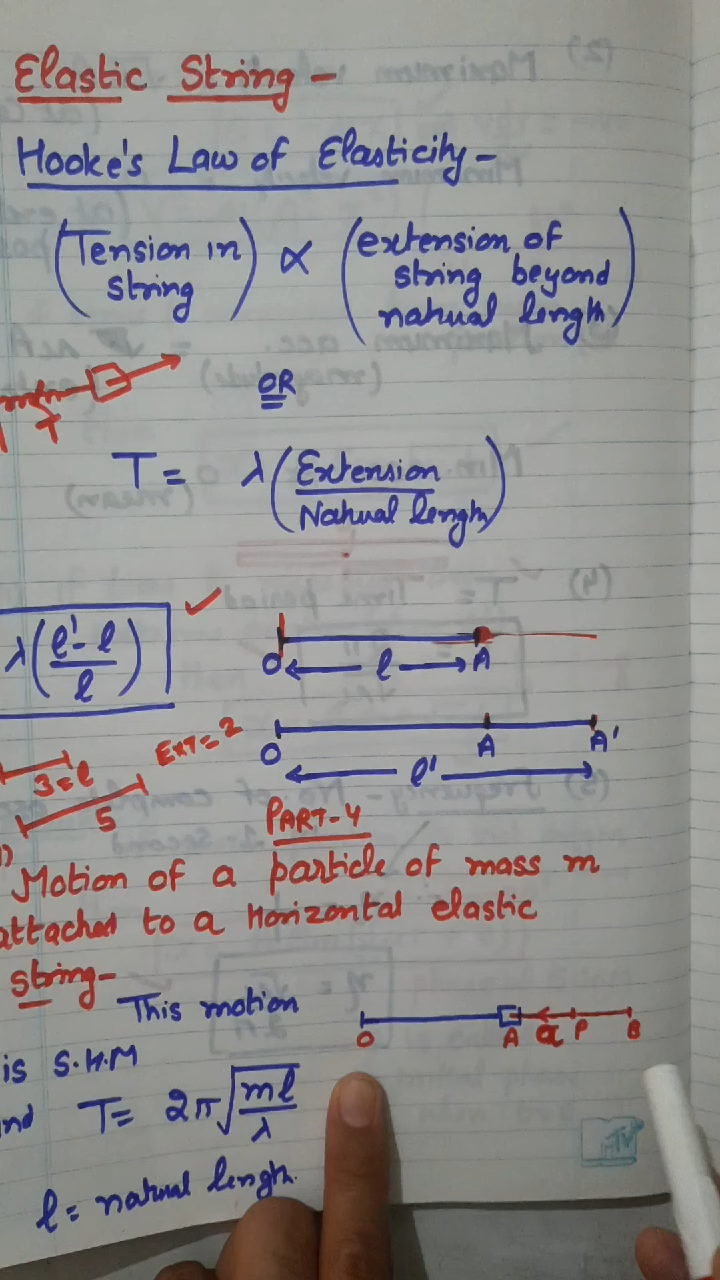 Elastic String -
Hooke's Law of Elasticity -
(Tension in string) ∝ (extension of string beyond natural length)
T
OR
T = λ(Extension / Natural length)
λ(l'-l / l) ✓
O l A
O A A'
l'
3=l Ext=2
5
PART-4
Motion of a particle of mass m
attached to a Horizontal elastic
string-
This motion
is S.H.M
O A a P B
and T = 2π√(ml/λ)
l = natural length.